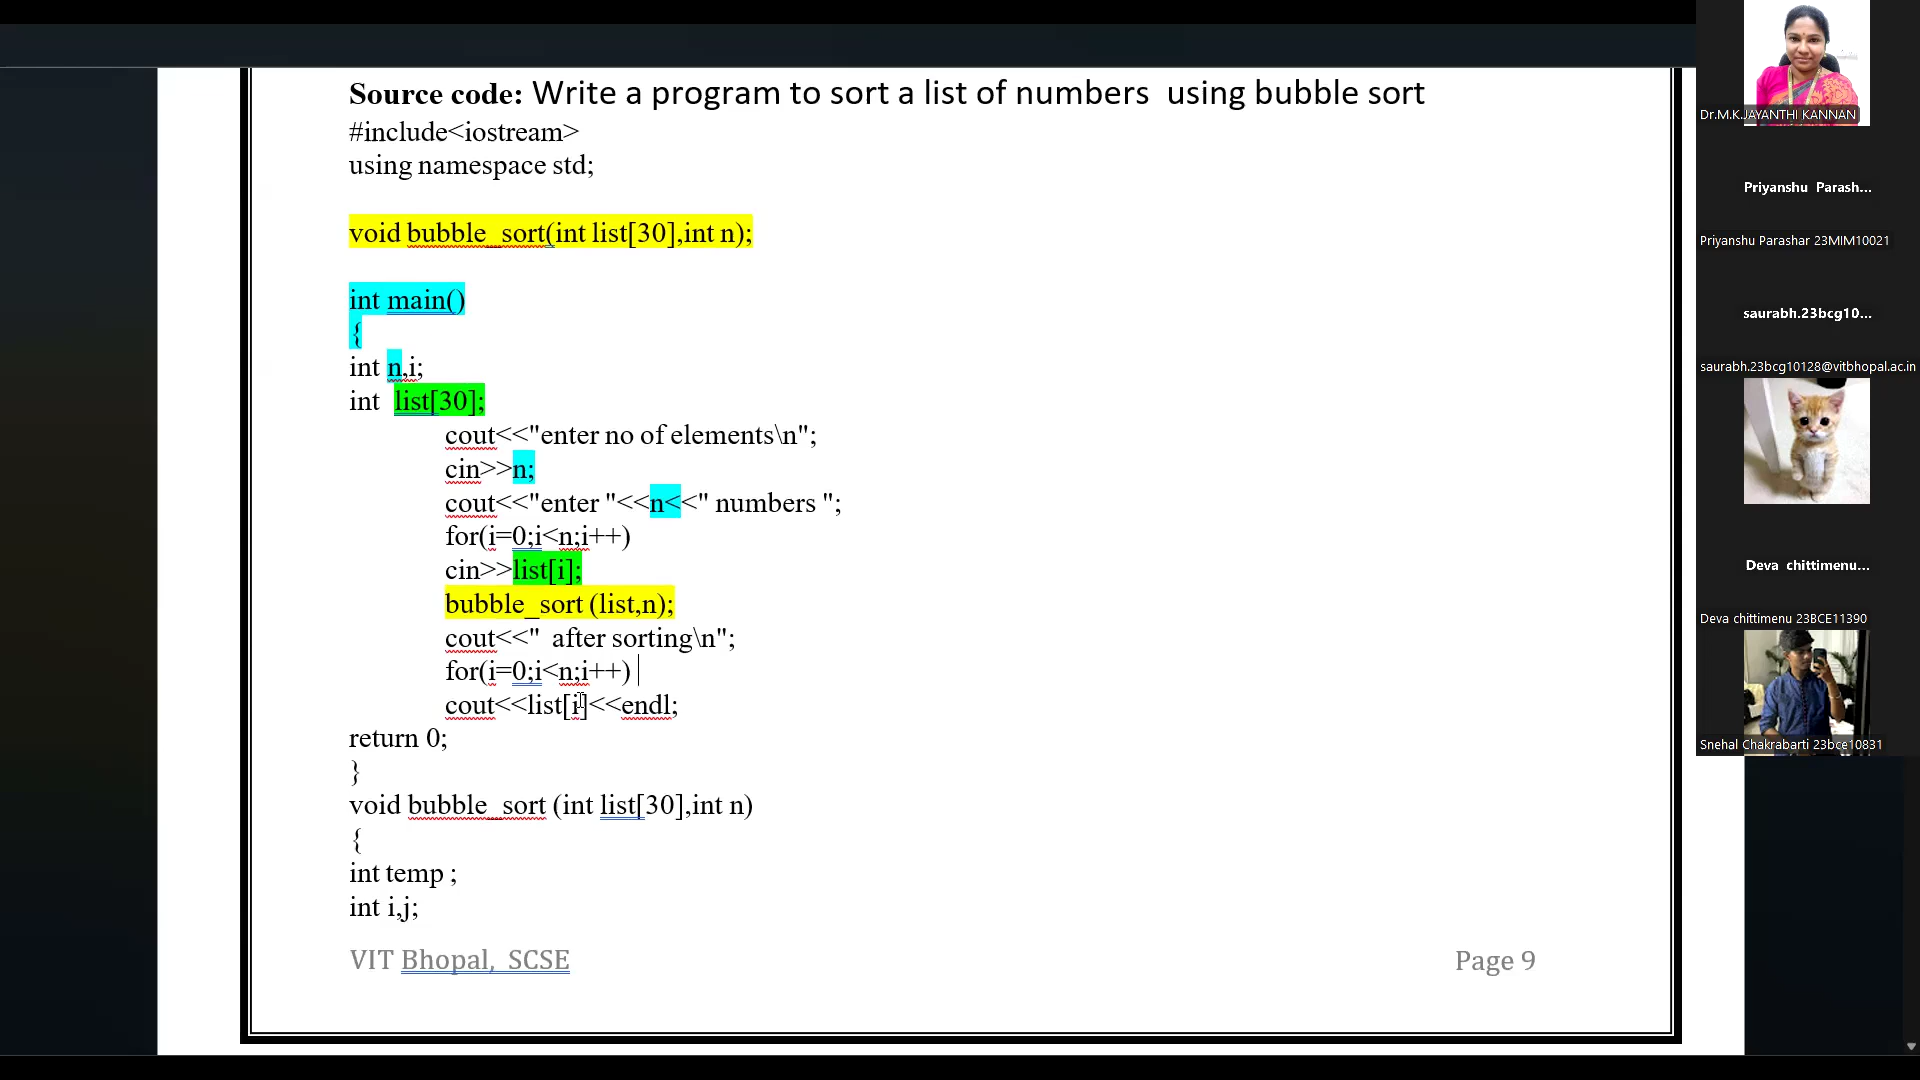 Source code: Write a program to sort a list of numbers  using bubble sort
#include<iostream>
using namespace std;
void bubble_sort(int list[30],int n);
int main()
{
int n,i;
int  list[30];
cout<<"enter no of elements\n";
cin>>n;
cout<<"enter "<<n<<" numbers ";
for(i=0;i<n;i++)
cin>>list[i];
bubble_sort (list,n);
cout<<"  after sorting\n";
for(i=0;i<n;i++)
cout<<list[i]<<endl;
return 0;
}
void bubble_sort (int list[30],int n)
{
int temp ;
int i,j;
VIT Bhopal,  SCSE
Page 9
Dr.M.K.JAYANTHI KANNAN
Priyanshu  Parash...
Priyanshu Parashar 23MIM10021
saurabh.23bcg10...
saurabh.23bcg10128@vitbhopal.ac.in
Deva  chittimenu...
Deva chittimenu 23BCE11390
Snehal Chakrabarti 23bce10831